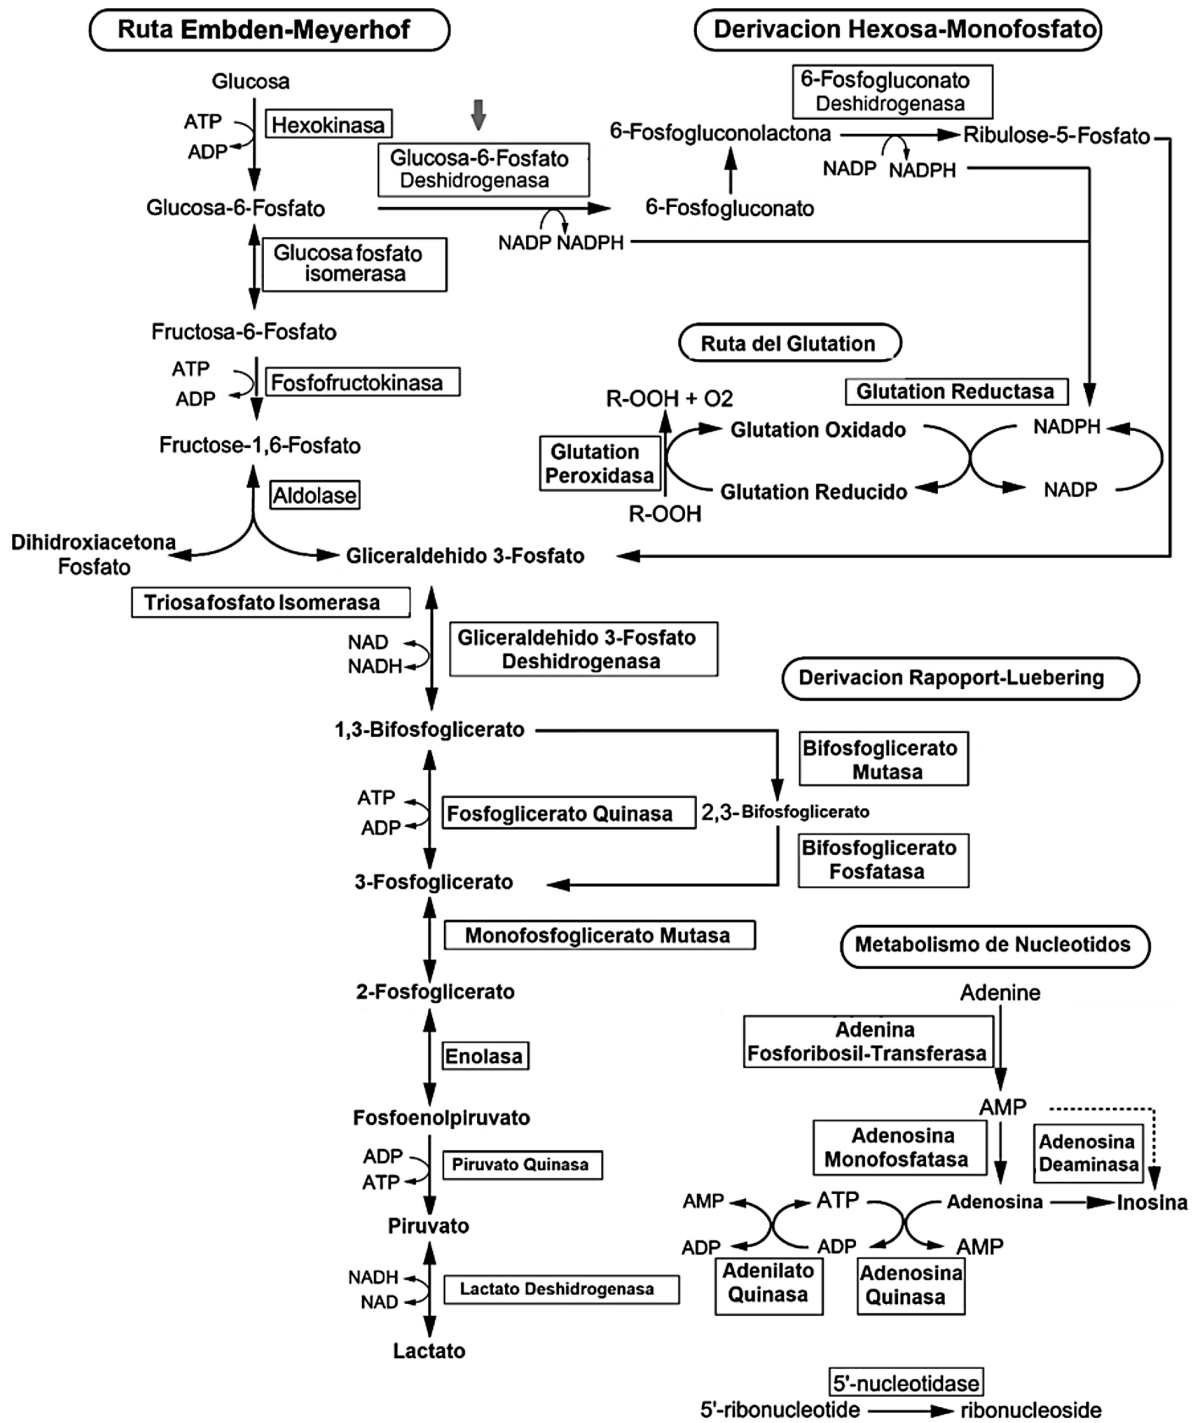 Ruta Embden-Meyerhof
Derivacion Hexosa-Monofosfato
Glucosa
ATP
ADP
Hexokinasa
Glucosa-6-Fosfato
Deshidrogenasa
6-Fosfogluconato
Deshidrogenasa
6-Fosfogluconolactona
Ribulose-5-Fosfato
NADP NADPH
Glucosa-6-Fosfato
6-Fosfogluconato
NADP NADPH
Glucosa fosfato
isomerasa
Fructosa-6-Fosfato
ATP
ADP
Fosfofructokinasa
Fructose-1,6-Fosfato
Aldolase
Ruta del Glutation
R-OOH + O2
Glutation Reductasa
Glutation
Peroxidasa
Glutation Oxidado
NADPH
Glutation Reducido
NADP
R-OOH
Dihidroxiacetona
Fosfato
Gliceraldehido 3-Fosfato
Triosafosfato Isomerasa
NAD
NADH
Gliceraldehido 3-Fosfato
Deshidrogenasa
Derivacion Rapoport-Luebering
1,3-Bifosfoglicerato
Bifosfoglicerato
Mutasa
ATP
ADP
Fosfoglicerato Quinasa
2,3-Bifosfoglicerato
Bifosfoglicerato
Fosfatasa
3-Fosfoglicerato
Monofosfoglicerato Mutasa
2-Fosfoglicerato
Enolasa
Fosfoenolpiruvato
ADP
ATP
Piruvato Quinasa
Piruvato
NADH
NAD
Lactato Deshidrogenasa
Lactato
Metabolismo de Nucleotidos
Adenine
Adenina
Fosforibosil-Transferasa
AMP
Adenosina
Monofosfatasa
Adenosina
Deaminasa
AMP
ATP
Adenosina
Inosina
ADP
ADP
AMP
Adenilato
Quinasa
Adenosina
Quinasa
5'-nucleotidase
5'-ribonucleotide
ribonucleoside